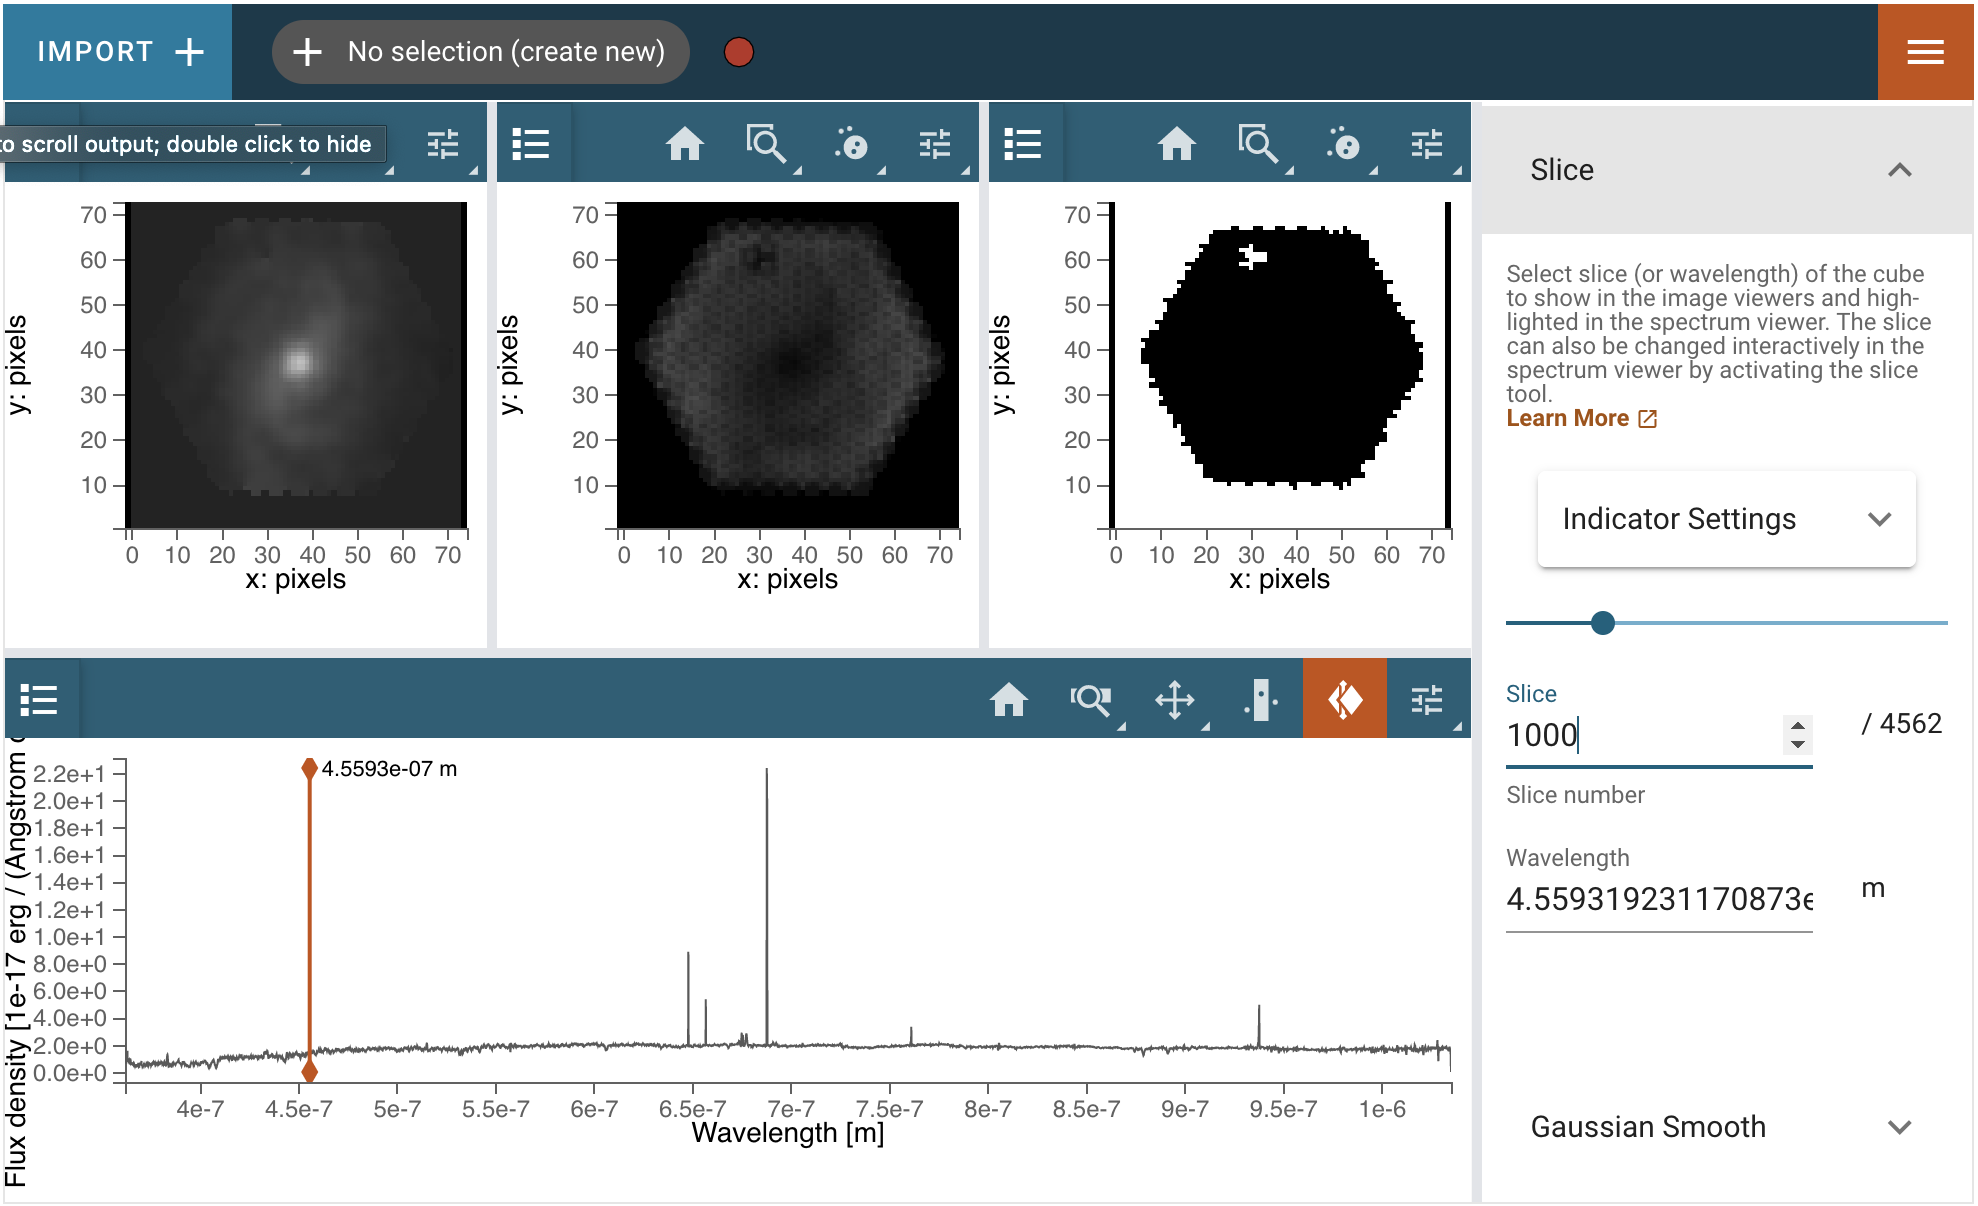 IMPORT
No selection (create new)
to scroll output; double click to hide
70
60
50
40
30
20
10
y: pixels
0 10 20 30 40 50 60 70
x: pixels
70
60
50
40
30
20
10
y: pixels
0 10 20 30 40 50 60 70
x: pixels
70
60
50
40
30
20
10
y: pixels
0 10 20 30 40 50 60 70
x: pixels
4.5593e-07 m
2.2e+1
2.0e+1
1.8e+1
1.6e+1
1.4e+1
1.2e+1
1.0e+1
8.0e+0
6.0e+0
4.0e+0
2.0e+0
0.0e+0
Flux density [1e-17 erg / (Angstrom
4e-7 4.5e-7 5e-7 5.5e-7 6e-7 6.5e-7 7e-7 7.5e-7 8e-7 8.5e-7 9e-7 9.5e-7 1e-6
Wavelength [m]
Slice
Select slice (or wavelength) of the cube
to show in the image viewers and high-
lighted in the spectrum viewer. The slice
can also be changed interactively in the
spectrum viewer by activating the slice
tool.
Learn More
Indicator Settings
Slice
1000
/ 4562
Slice number
Wavelength
4.559319231170873e
m
Gaussian Smooth